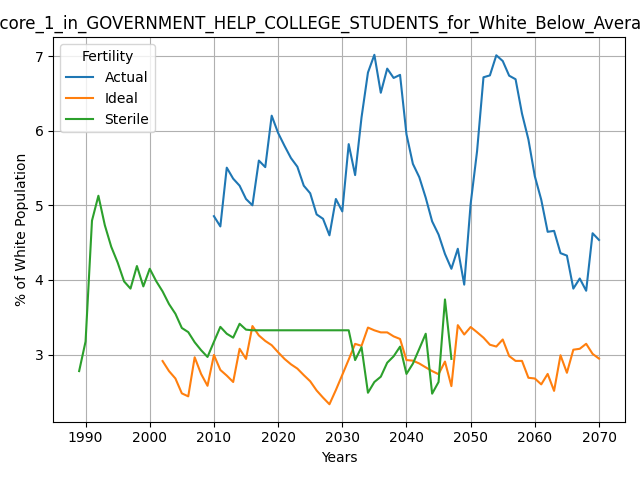 core_1_in_GOVERNMENT_HELP_COLLEGE_STUDENTS_for_White_Below_Avera
Fertility
Actual
Ideal
Sterile
% of White Population
7
6
5
4
3
1990 2000 2010 2020 2030 2040 2050 2060 2070
Years